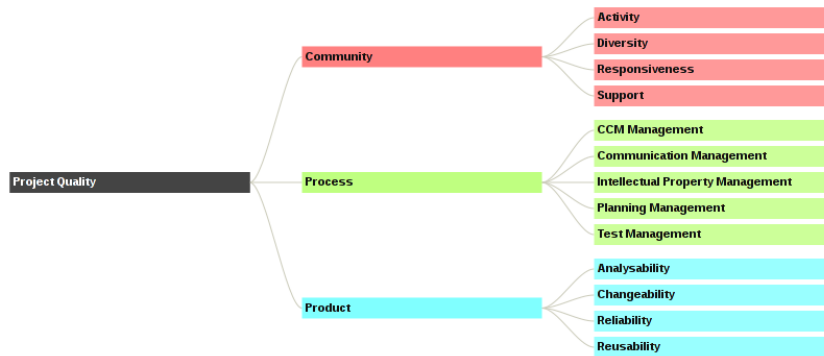 Project Quality
Community
Activity
Diversity
Responsiveness
Support
Process
CCM Management
Communication Management
Intellectual Property Management
Planning Management
Test Management
Product
Analysability
Changeability
Reliability
Reusability